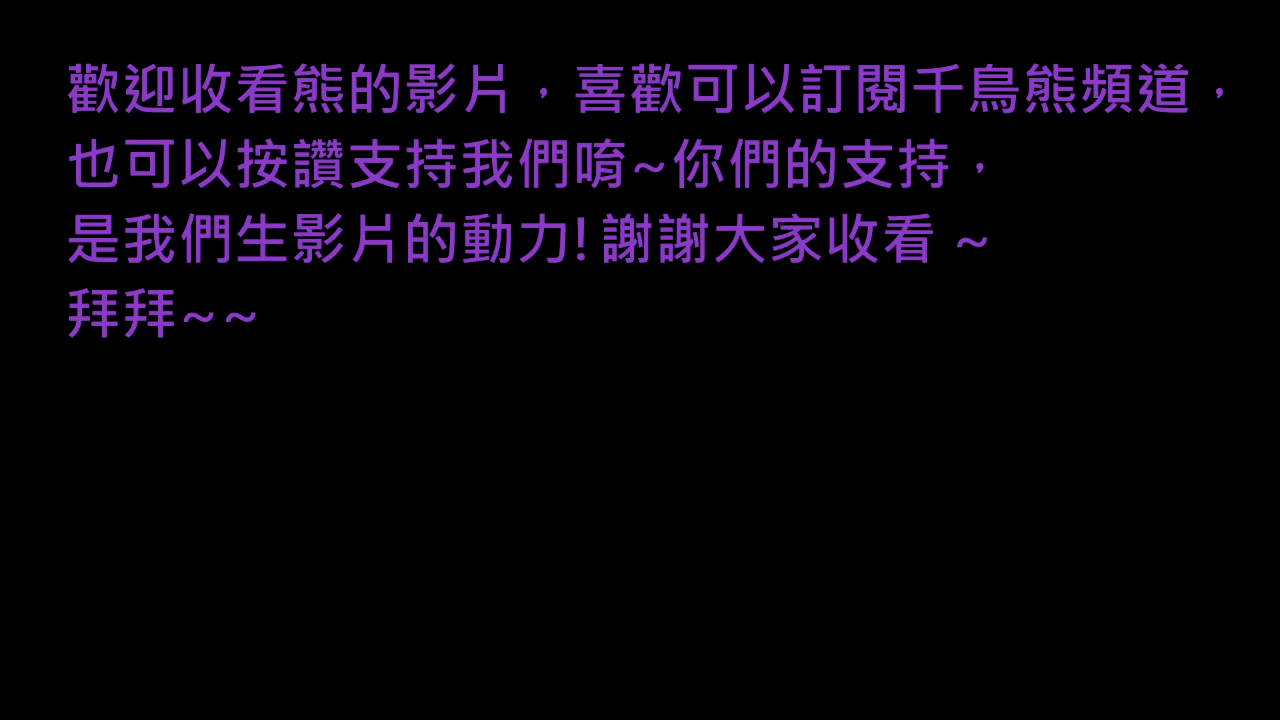 歡迎收看熊的影片，喜歡可以訂閱千鳥熊頻道，
也可以按讚支持我們唷~你們的支持，
是我們生影片的動力! 謝謝大家收看 ~
拜拜~~